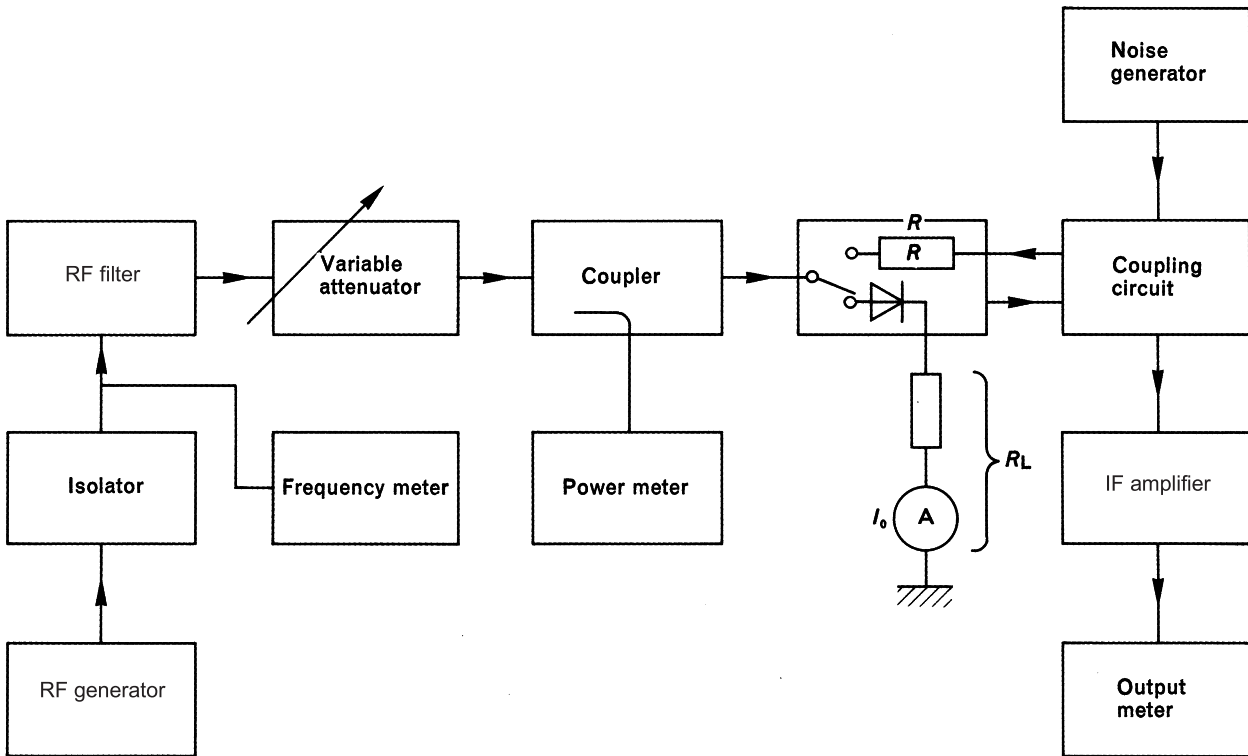 Noise
generator
R
RF filter
Variable
attenuator
Coupler
R
Coupling
circuit
Isolator
Frequency meter
Power meter
I₀
A
RL
IF amplifier
RF generator
Output
meter